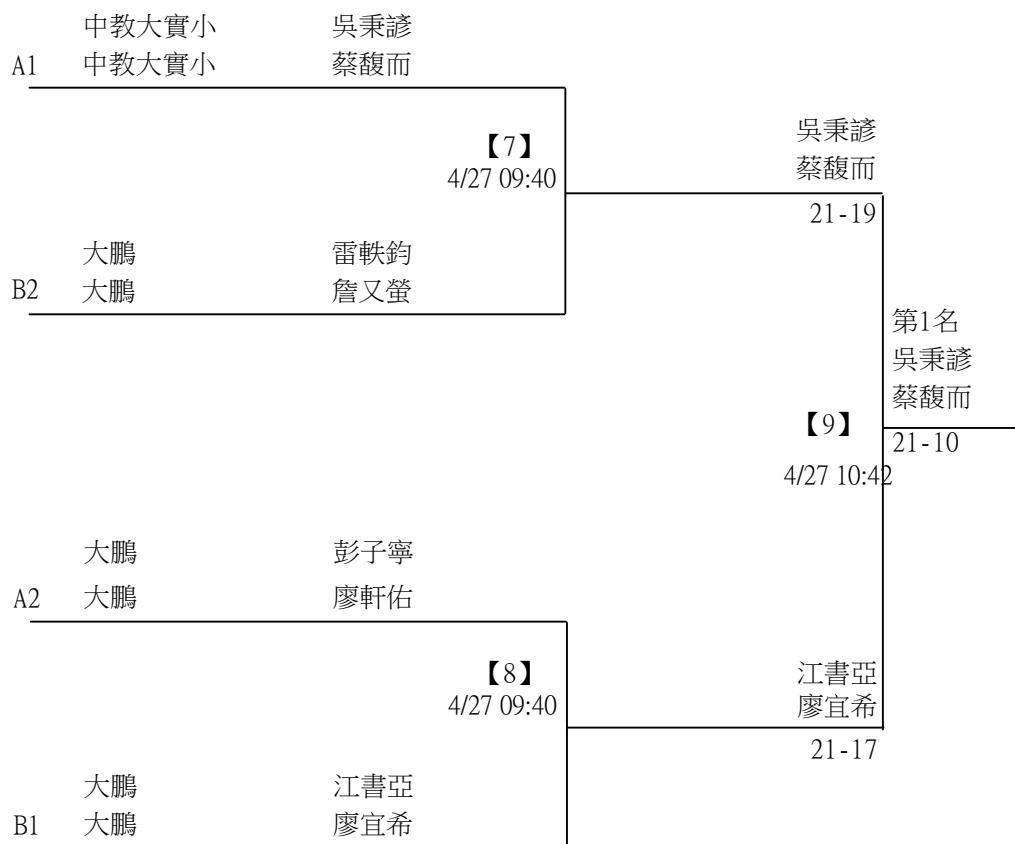 中教大實小 吳秉諺
A1 中教大實小 蔡馥而
【7】
4/27 09:40
吳秉諺
蔡馥而
21-19
大鵬 雷軼鈞
B2 大鵬 詹又螢
第1名
吳秉諺
蔡馥而
【9】
21-10
4/27 10:42
大鵬 彭子寧
A2 大鵬 廖軒佑
【8】
4/27 09:40
江書亞
廖宜希
21-17
大鵬 江書亞
B1 大鵬 廖宜希